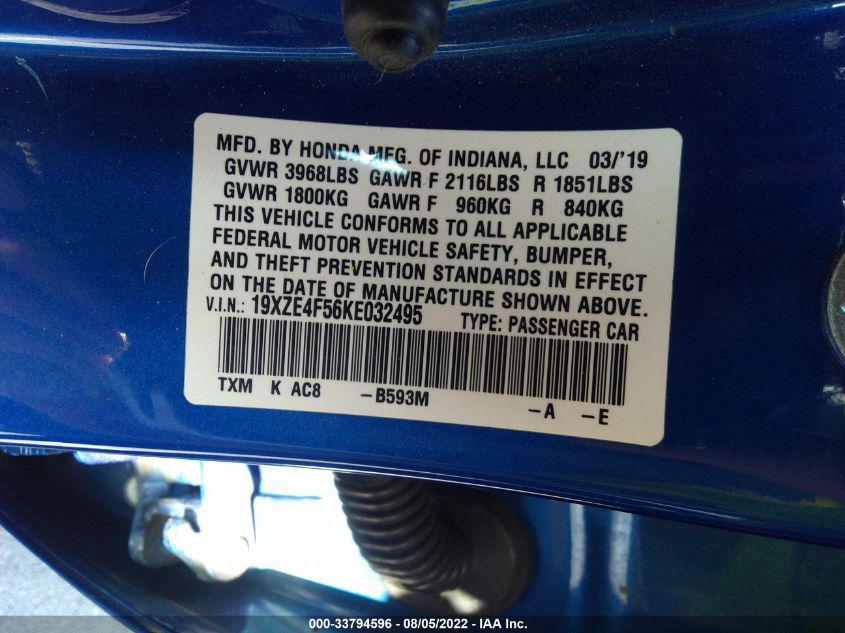 MFD. BY HONDA MFG. OF INDIANA, LLC 03/'19
GVWR 3968LBS GAWR F 2116LBS R 1851LBS
GVWR 1800KG GAWR F 960KG R 840KG
THIS VEHICLE CONFORMS TO ALL APPLICABLE
FEDERAL MOTOR VEHICLE SAFETY, BUMPER,
AND THEFT PREVENTION STANDARDS IN EFFECT
ON THE DATE OF MANUFACTURE SHOWN ABOVE.
V.I.N.: 19XZE4F56KE032495 TYPE: PASSENGER CAR
TXM K AC8 -B593M -A -E
000-33794596 - 08/05/2022 - IAA Inc.